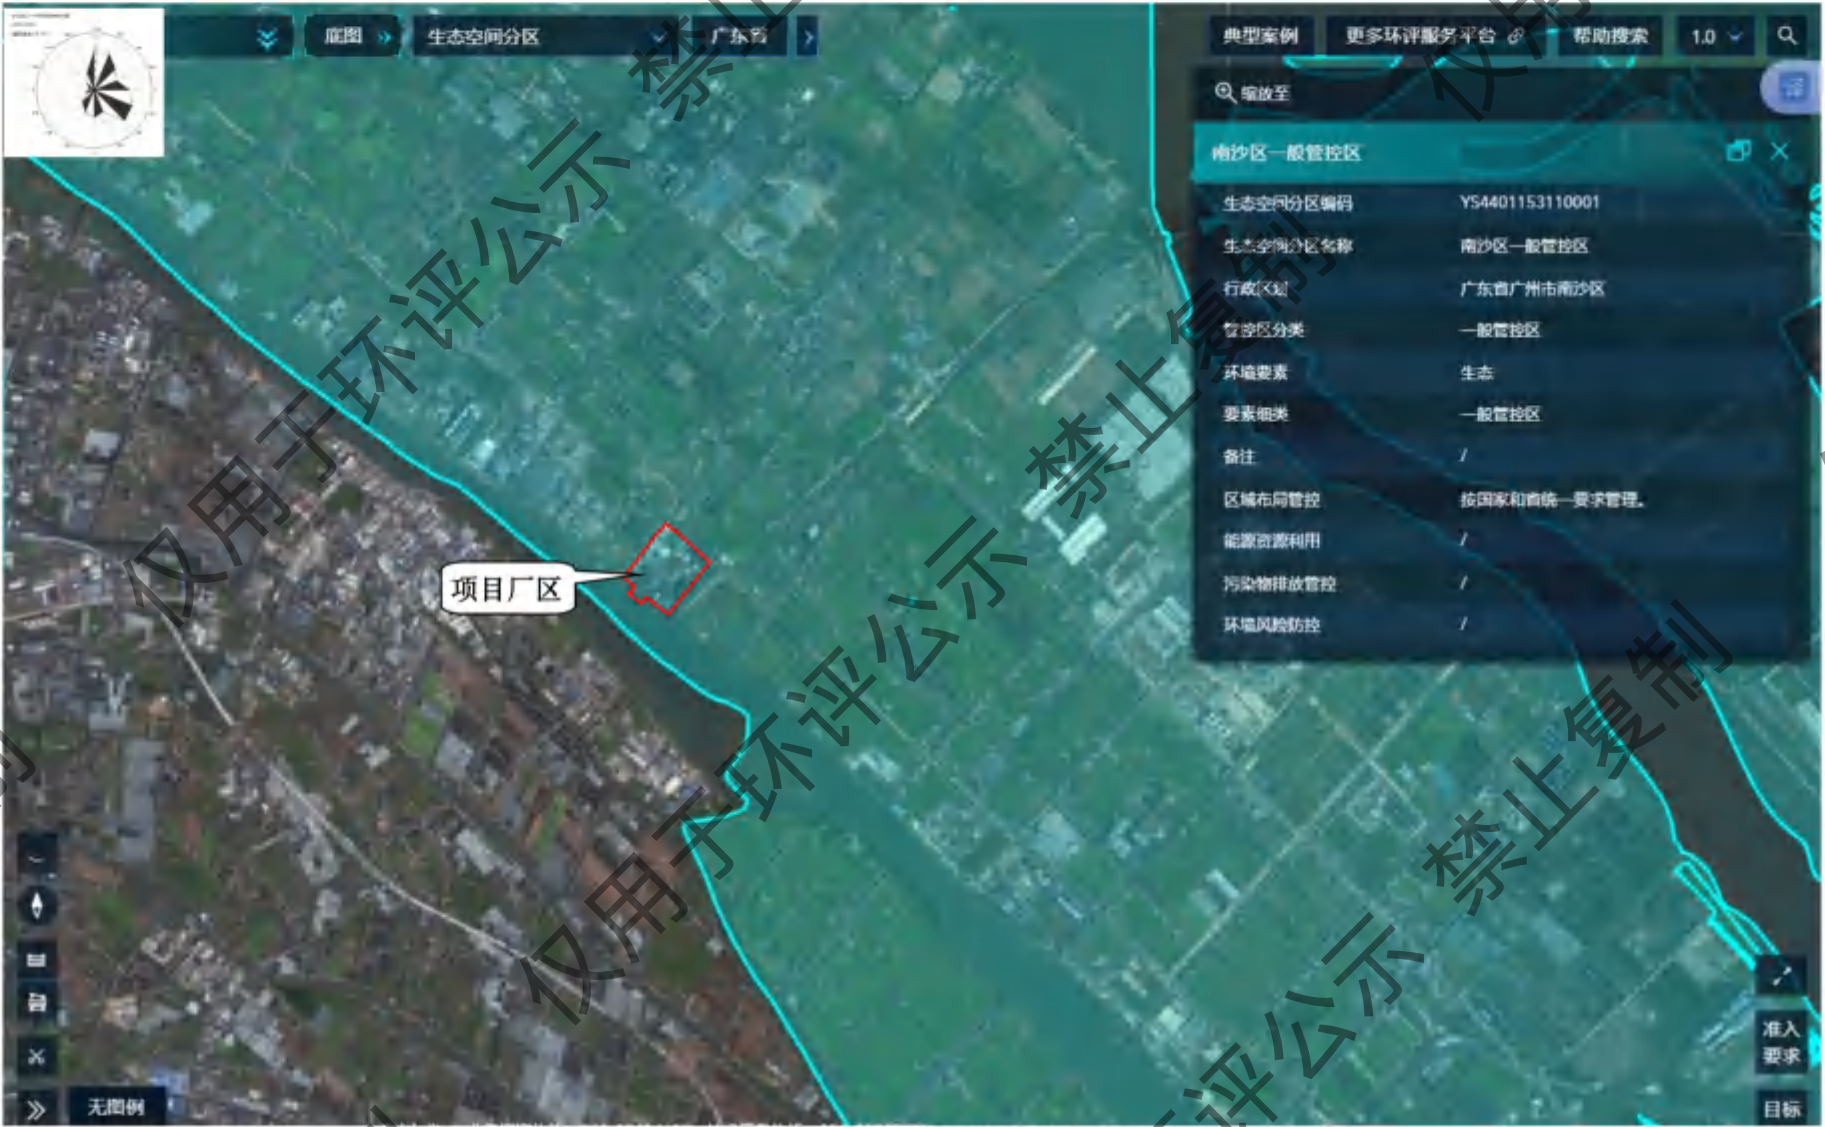 底图
生态空间分区
广东省
典型案例
更多环评服务平台
帮助搜索
1.0
缩放至
南沙区一般管控区
生态空间分区编码 YS4401153110001
生态空间分区名称 南沙区一般管控区
行政区划 广东省广州市南沙区
管控区分类 一般管控区
环境要素 生态
要素细类 一般管控区
备注 /
区域布局管控 按国家和省统一要求管理。
能源资源利用 /
污染物排放管控 /
环境风险防控 /
项目厂区
准入
要求
目标
无图例
仅用于环评公示 禁止复制
仅用于环评公示 禁止复制